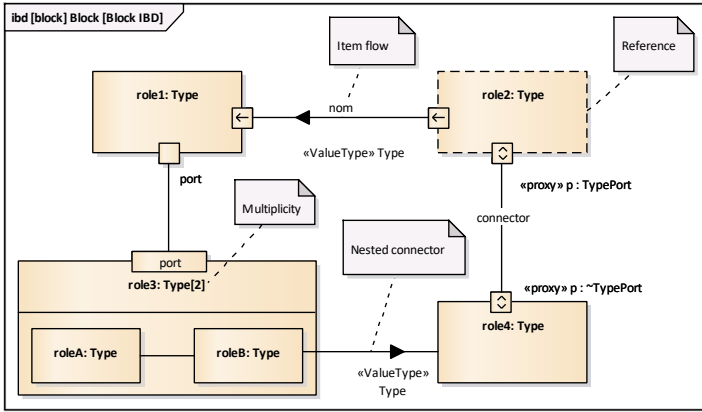 ibd [block] Block [Block IBD]
Item flow
Reference
role1: Type
nom
role2: Type
«ValueType» Type
port
«proxy» p : TypePort
Multiplicity
connector
Nested connector
port
role3: Type[2]
«proxy» p : ~TypePort
role4: Type
roleA: Type
roleB: Type
«ValueType»
Type